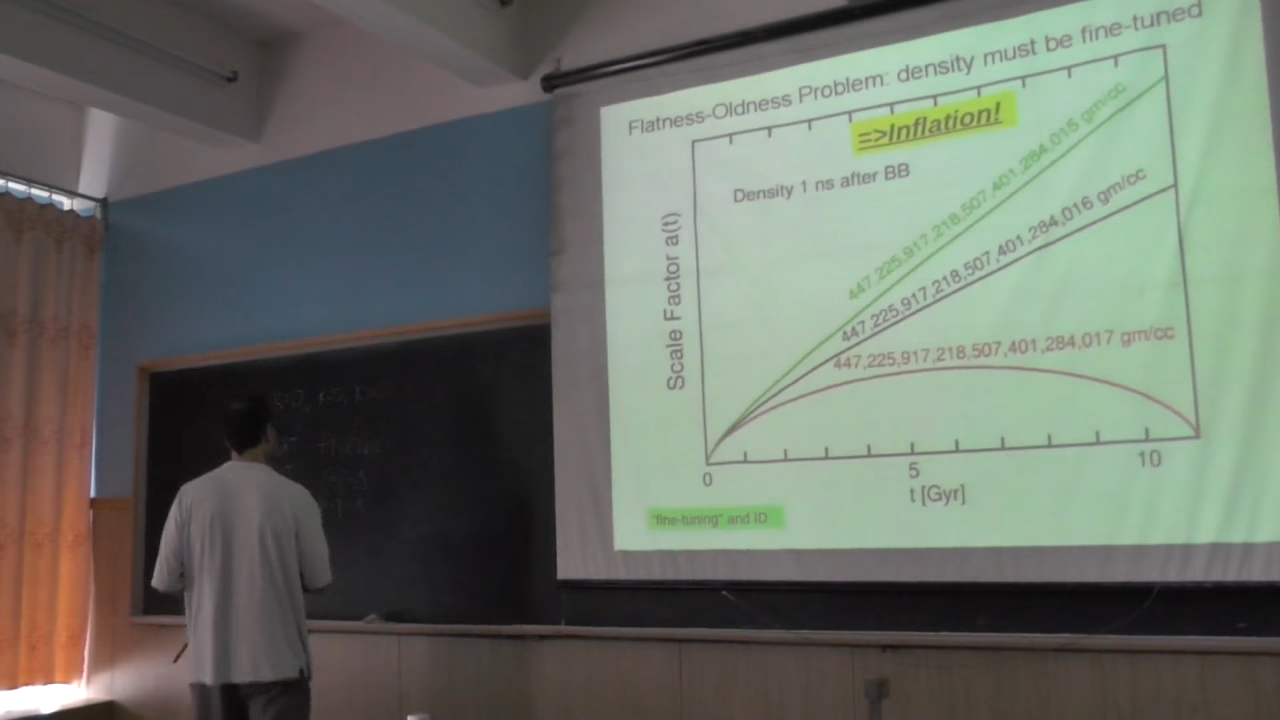 Flatness-Oldness Problem: density must be fine-tuned
=>Inflation!
Density 1 ns after BB
447,225,917,218,507,401,284,015 gm/cc
447,225,917,218,507,401,284,016 gm/cc
447,225,917,218,507,401,284,017 gm/cc
Scale Factor a(t)
0 5 10
t [Gyr]
"fine-tuning" and ID